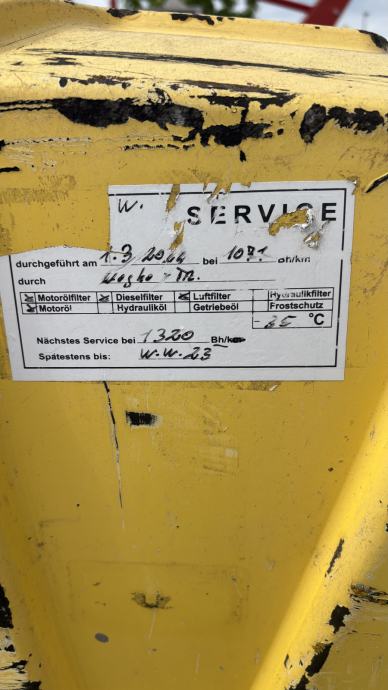 W. SERVICE
durchgeführt am 1.3 bei 1071 Bh/km
durch
Motorölfilter Dieselfilter Luftfilter Hydraulikfilter
Motoröl Hydrauliköl Getriebeöl Frostschutz
-35 °C
Nächstes Service bei 1320 Bh/km
Spätestens bis: W.W.23